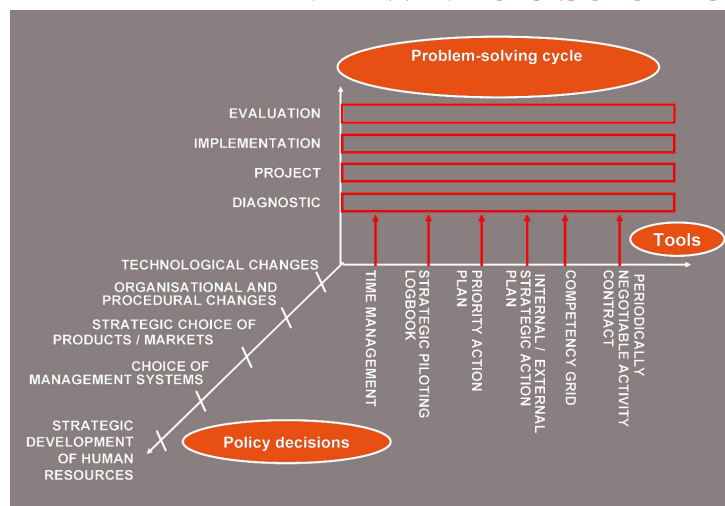 Problem-solving cycle
EVALUATION
IMPLEMENTATION
PROJECT
DIAGNOSTIC
Tools
TECHNOLOGICAL CHANGES
ORGANISATIONAL AND
PROCEDURAL CHANGES
STRATEGIC CHOICE OF
PRODUCTS / MARKETS
CHOICE OF
MANAGEMENT SYSTEMS
STRATEGIC
DEVELOPMENT
OF HUMAN
RESOURCES
Policy decisions
TIME MANAGEMENT
STRATEGIC PILOTING
LOGBOOK
PRIORITY ACTION
PLAN
INTERNAL / EXTERNAL
STRATEGIC ACTION
PLAN
COMPETENCY GRID
PERIODICALLY
NEGOTIABLE ACTIVITY
CONTRACT